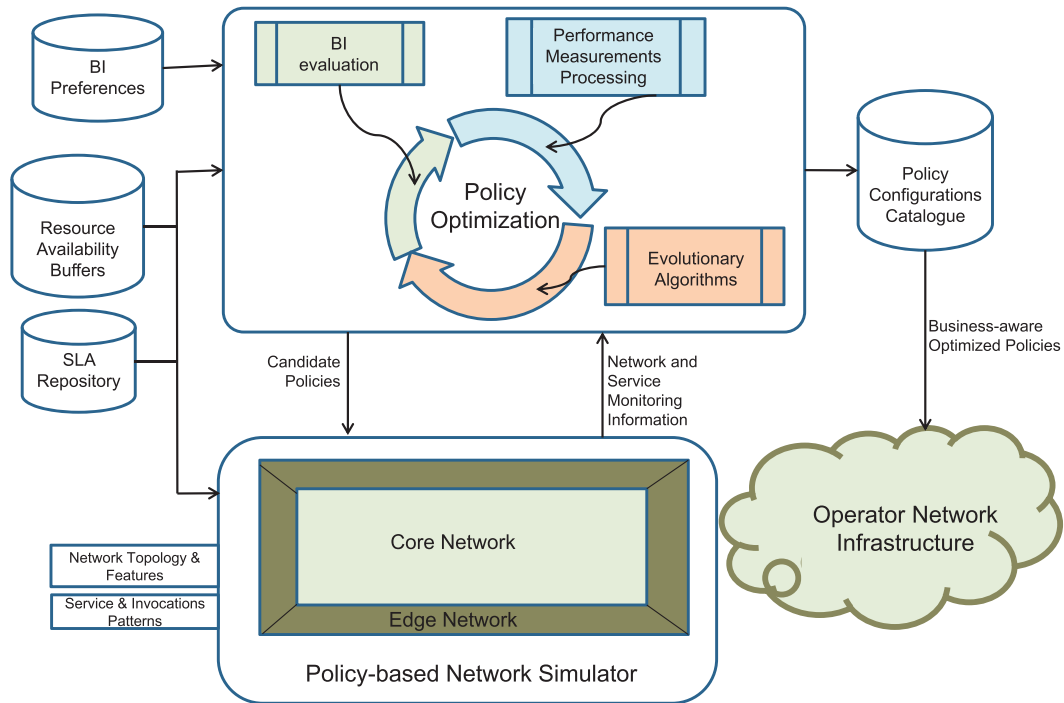 BI
Preferences
Resource
Availability
Buffers
SLA
Repository
BI
evaluation
Performance
Measurements
Processing
Policy
Optimization
Evolutionary
Algorithms
Policy
Configurations
Catalogue
Candidate
Policies
Network and
Service
Monitoring
Information
Business-aware
Optimized Policies
Network Topology &
Features
Service & Invocations
Patterns
Core Network
Edge Network
Policy-based Network Simulator
Operator Network
Infrastructure